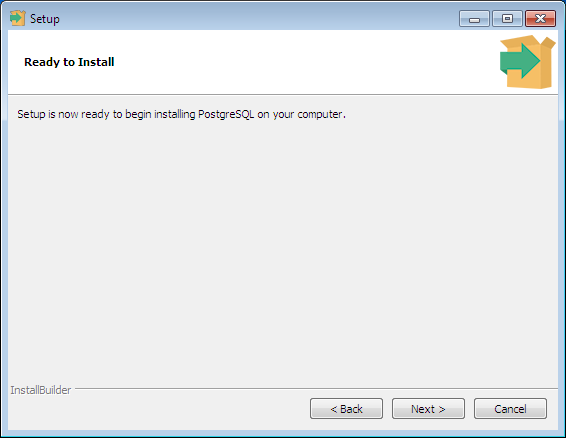 Setup
Ready to Install
Setup is now ready to begin installing PostgreSQL on your computer.
InstallBuilder
< Back
Next >
Cancel